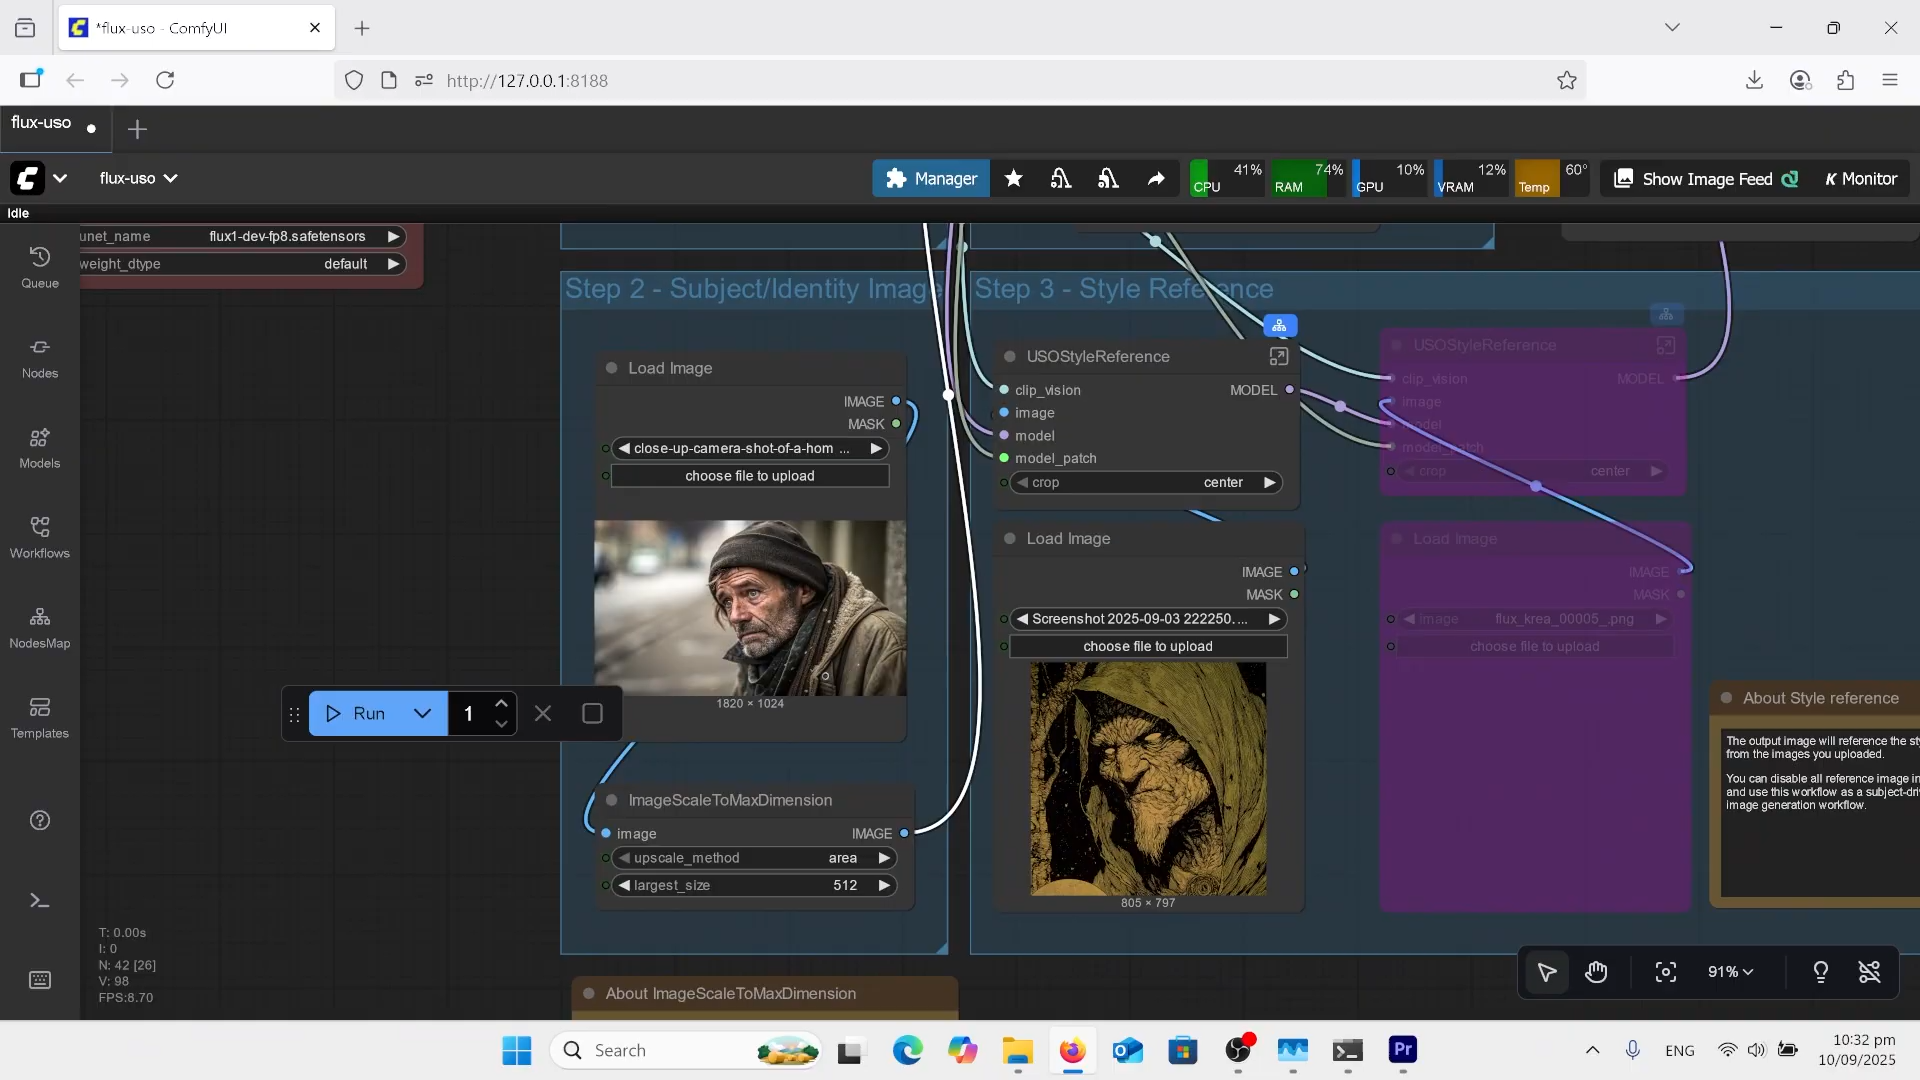 *flux-uso - ComfyUI
http://127.0.0.1:8188
flux-uso
flux-uso
Manager
CPU 41%
RAM 74%
GPU 10%
VRAM 12%
Temp 60°
Show Image Feed
Monitor
Idle
Queue
Nodes
Models
Workflows
NodesMap
Templates
unet_name flux1-dev-fp8.safetensors
weight_dtype default
Step 2 - Subject/Identity Image
Load Image
IMAGE
MASK
close-up-camera-shot-of-a-hom ...
choose file to upload
1820 × 1024
Run
1
ImageScaleToMaxDimension
image IMAGE
upscale_method area
largest_size 512
About ImageScaleToMaxDimension
Step 3 - Style Reference
USOStyleReference
clip_vision MODEL
image
model
model_patch
crop center
Load Image
IMAGE
MASK
Screenshot 2025-09-03 222250....
choose file to upload
805 × 797
USOStyleReference
clip_vision MODEL
image
model
model_patch
crop center
Load Image
IMAGE
MASK
image flux_krea_00005_.png
choose file to upload
About Style reference
The output image will reference the sty
from the images you uploaded.
You can disable all reference image in
and use this workflow as a subject-dri
image generation workflow.
T: 0.00s
I: 0
N: 42 [26]
V: 98
FPS:8.70
91%
Search
ENG
10:32 pm
10/09/2025